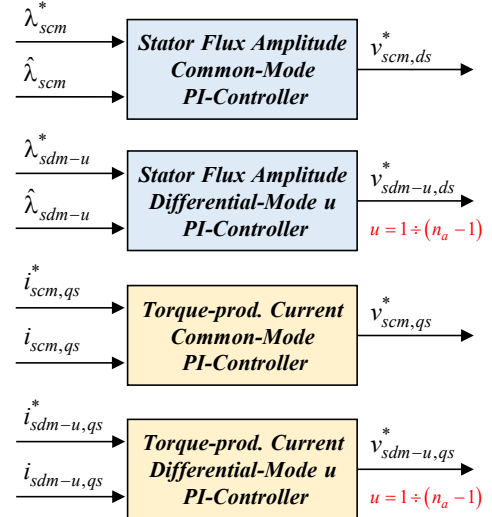 λ*scm
λ̂scm
Stator Flux Amplitude
Common-Mode
PI-Controller
v*scm,ds
λ*sdm−u
λ̂sdm−u
Stator Flux Amplitude
Differential-Mode u
PI-Controller
v*sdm−u,ds
u = 1 ÷ (na − 1)
i*scm,qs
iscm,qs
Torque-prod. Current
Common-Mode
PI-Controller
v*scm,qs
i*sdm−u,qs
isdm−u,qs
Torque-prod. Current
Differential-Mode u
PI-Controller
v*sdm−u,qs
u = 1 ÷ (na − 1)